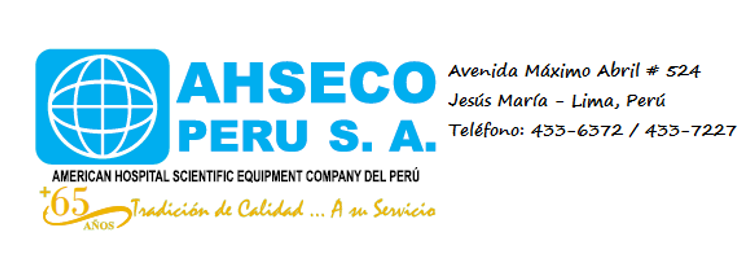 AHSECO
PERU S. A.
AMERICAN HOSPITAL SCIENTIFIC EQUIPMENT COMPANY DEL PERÚ
+65
AÑOS
Tradición de Calidad ... A su Servicio
Avenida Máximo Abril # 524
Jesús María - Lima, Perú
Teléfono: 433-6372 / 433-7227